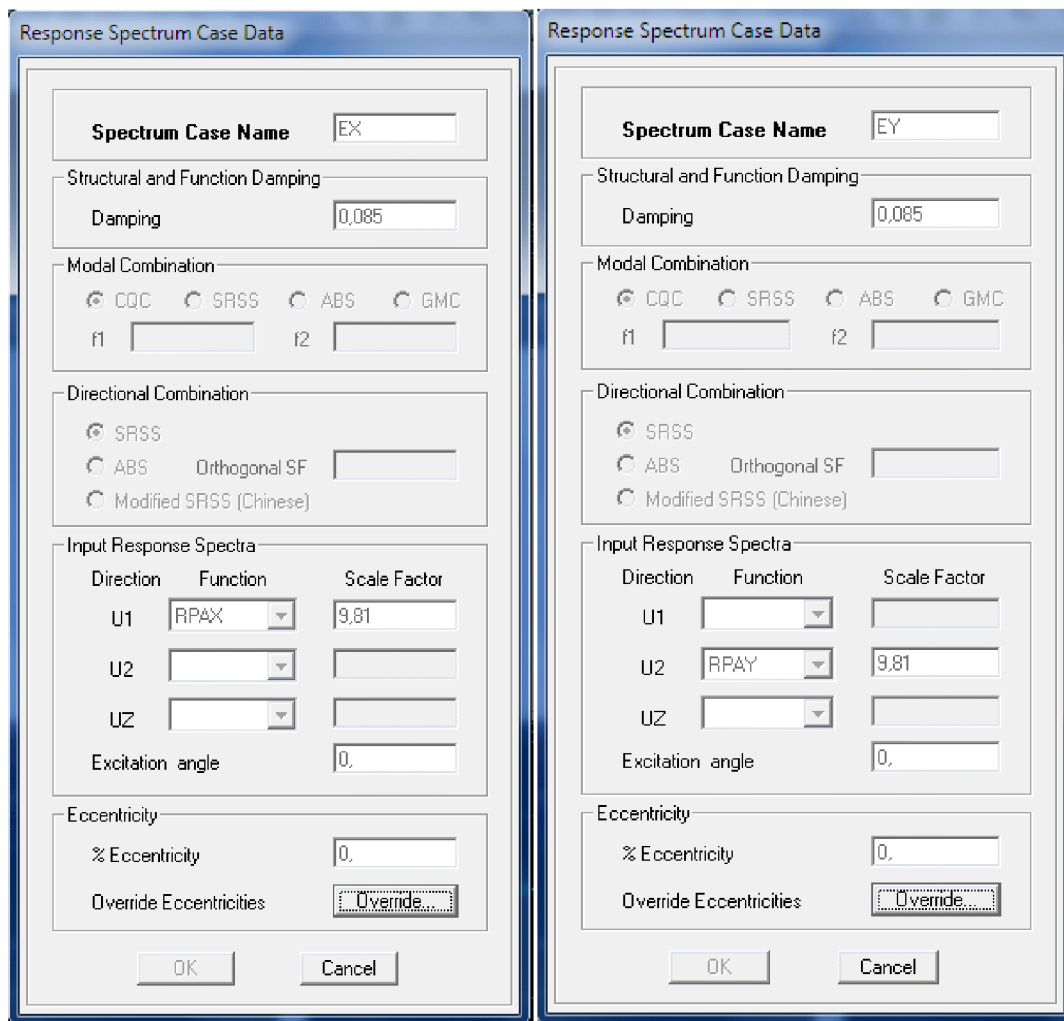 Response Spectrum Case Data
Spectrum Case Name EX
Structural and Function Damping
Damping 0,085
Modal Combination
CQC SRSS ABS GMC
f1 f2
Directional Combination
SRSS
ABS Orthogonal SF
Modified SRSS (Chinese)
Input Response Spectra
Direction Function Scale Factor
U1 RPAX 9,81
U2
UZ
Excitation angle 0,
Eccentricity
% Eccentricity 0,
Override Eccentricities Override...
OK Cancel
Response Spectrum Case Data
Spectrum Case Name EY
Structural and Function Damping
Damping 0,085
Modal Combination
CQC SRSS ABS GMC
f1 f2
Directional Combination
SRSS
ABS Orthogonal SF
Modified SRSS (Chinese)
Input Response Spectra
Direction Function Scale Factor
U1
U2 RPAY 9,81
UZ
Excitation angle 0,
Eccentricity
% Eccentricity 0,
Override Eccentricities Override...
OK Cancel